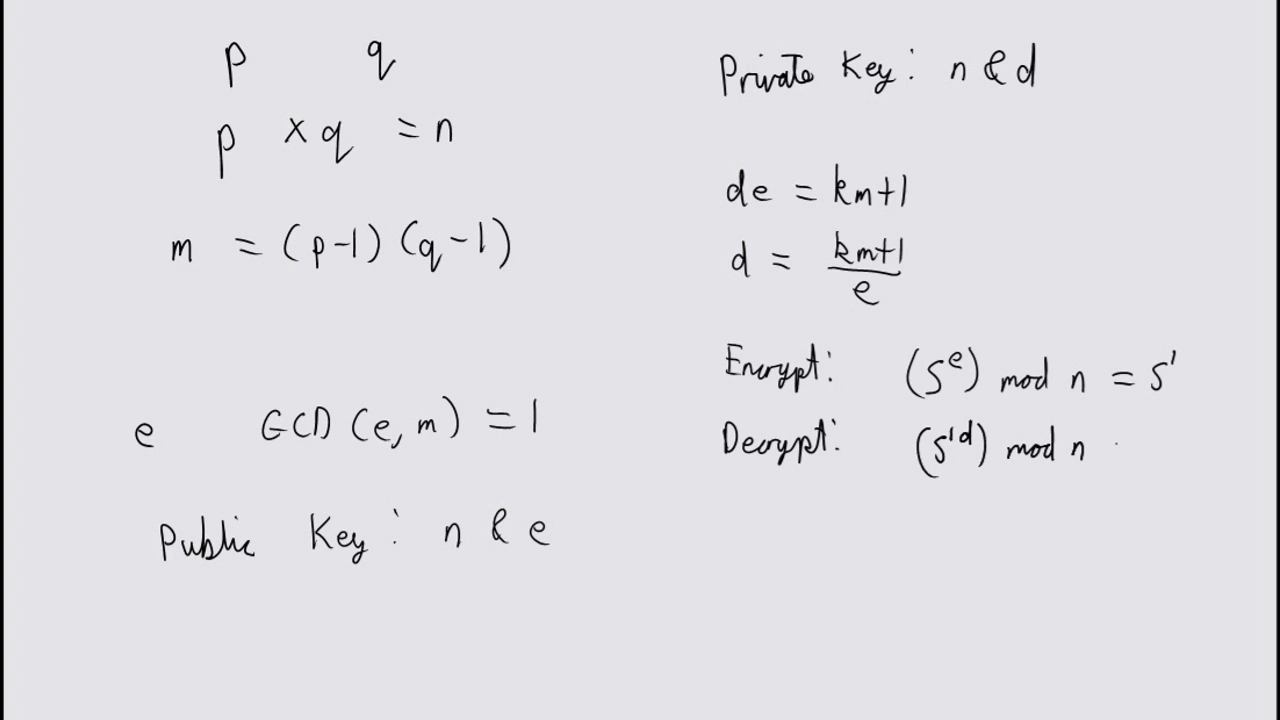 p q
p × q = n
m = (p-1) (q-1)
e GCD (e, m) = 1
Public Key: n & e
Private Key: n & d
de = km+1
d = km+1 / e
Encrypt: (S^e) mod n = S'
Decrypt: (S'^d) mod n